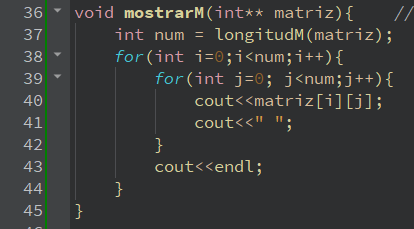 36 void mostrarM(int** matriz){ //
37 int num = longitudM(matriz);
38 for(int i=0;i<num;i++){
39 for(int j=0; j<num;j++){
40 cout<<matriz[i][j];
41 cout<<" ";
42 }
43 cout<<endl;
44 }
45 }